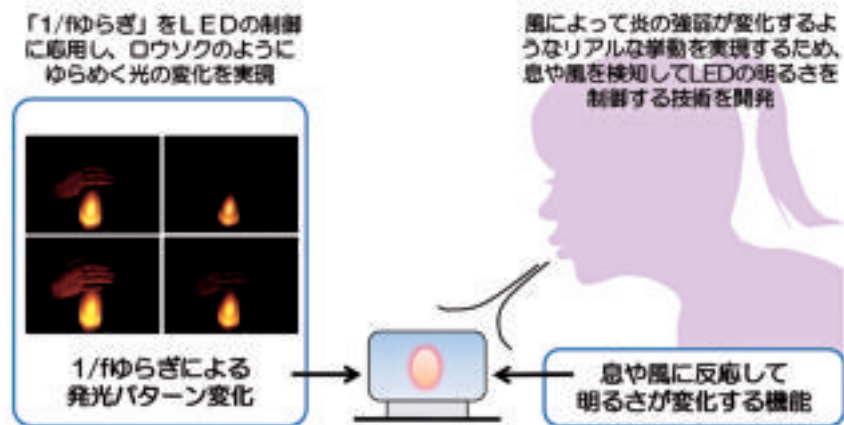 「1/fゆらぎ」をLEDの制御
に応用し、ロウソクのように
ゆらめく光の変化を実現
風によって炎の強弱が変化するよ
うなリアルな挙動を実現するため、
息や風を検知してLEDの明るさを
制御する技術を開発
1/fゆらぎによる
発光パターン変化
息や風に反応して
明るさが変化する機能